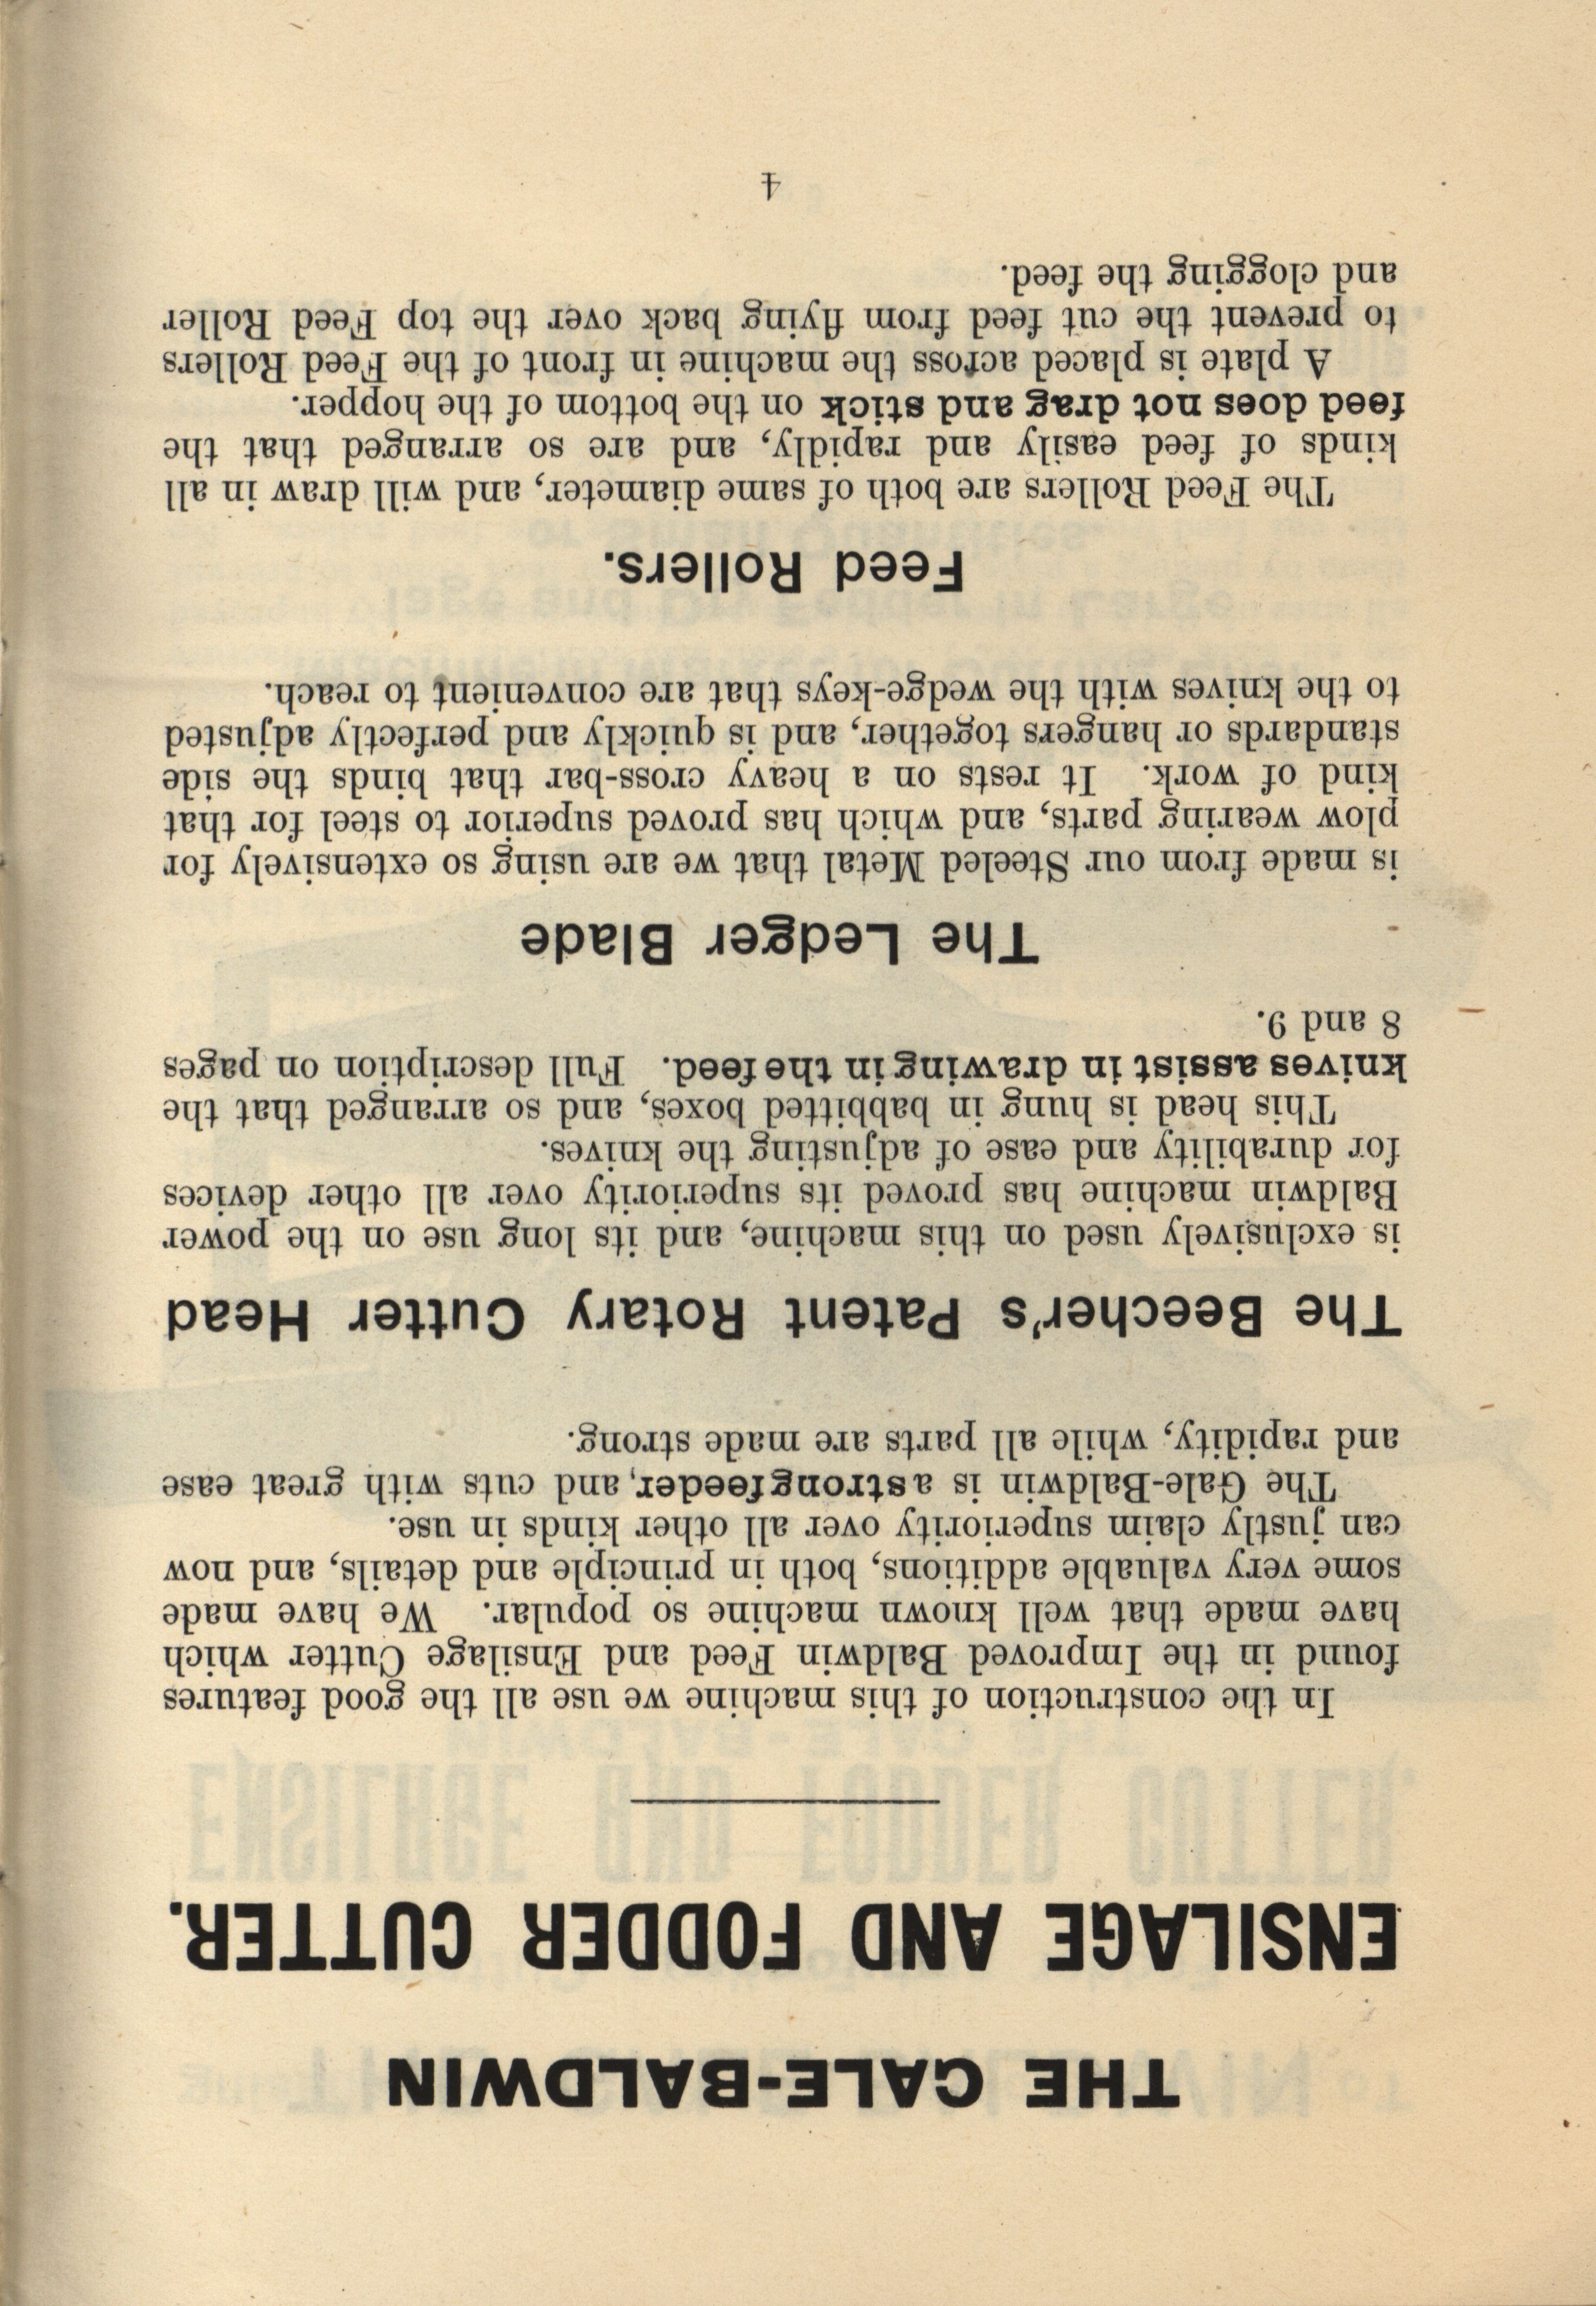 THE GALE-BALDWIN
ENSILAGE AND FODDER CUTTER.
In the construction of this machine we use all the good features
found in the Improved Baldwin Feed and Ensilage Cutter which
have made that well known machine so popular. We have made
some very valuable additions, both in principle and details, and now
can justly claim superiority over all other kinds in use.
The Gale-Baldwin is a strong feeder, and cuts with great ease
and rapidity, while all parts are made strong.
The Beecher's Patent Rotary Cutter Head
is exclusively used on this machine, and its long use on the power
Baldwin machine has proved its superiority over all other devices
for durability and ease of adjusting the knives.
This head is hung in babbitted boxes, and so arranged that the
knives assist in drawing in the feed. Full description on pages
8 and 9.
The Ledger Blade
is made from our Steeled Metal that we are using so extensively for
plow wearing parts, and which has proved superior to steel for that
kind of work. It rests on a heavy cross-bar that binds the side
standards or hangers together, and is quickly and perfectly adjusted
to the knives with the wedge-keys that are convenient to reach.
Feed Rollers.
The Feed Rollers are both of same diameter, and will draw in all
kinds of feed easily and rapidly, and are so arranged that the
feed does not drag and stick on the bottom of the hopper.
A plate is placed across the machine in front of the Feed Rollers
to prevent the cut feed from flying back over the top Feed Roller
and clogging the feed.
4